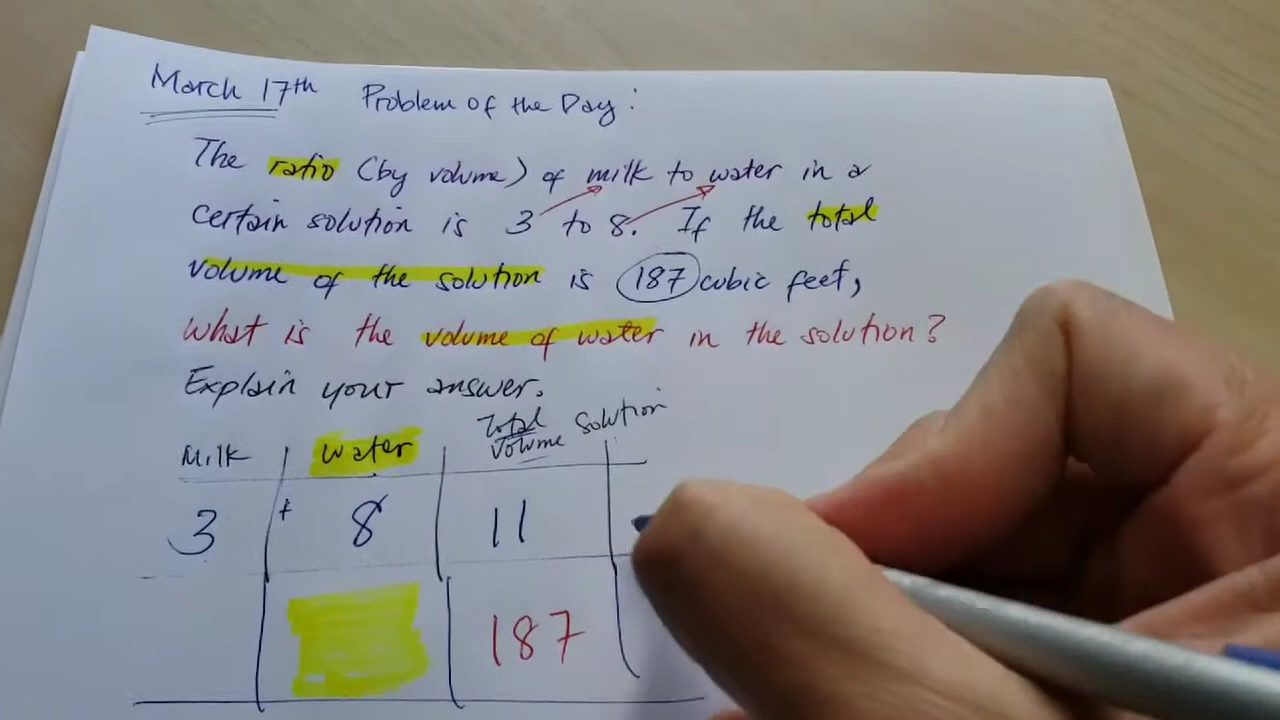 March 17th Problem of the Day:
The ratio (by volume) of milk to water in a
certain solution is 3 to 8. If the total
volume of the solution is 187 cubic feet,
What is the volume of water in the solution?
Explain your answer.
Milk Water Total Volume Solution
3 + 8 11
187